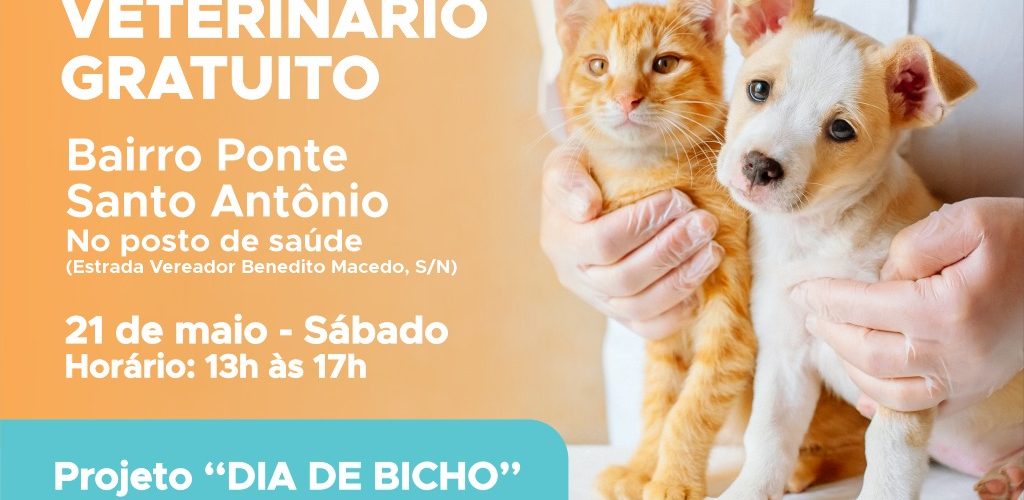 VETERINÁRIO
GRATUITO
Bairro Ponte
Santo Antônio
No posto de saúde
(Estrada Vereador Benedito Macedo, S/N)
21 de maio - Sábado
Horário: 13h às 17h
Projeto “DIA DE BICHO”